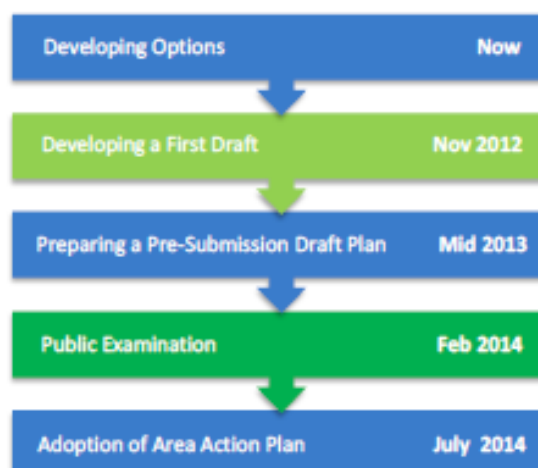 Developing Options Now
Developing a First Draft Nov 2012
Preparing a Pre-Submission Draft Plan Mid 2013
Public Examination Feb 2014
Adoption of Area Action Plan July 2014